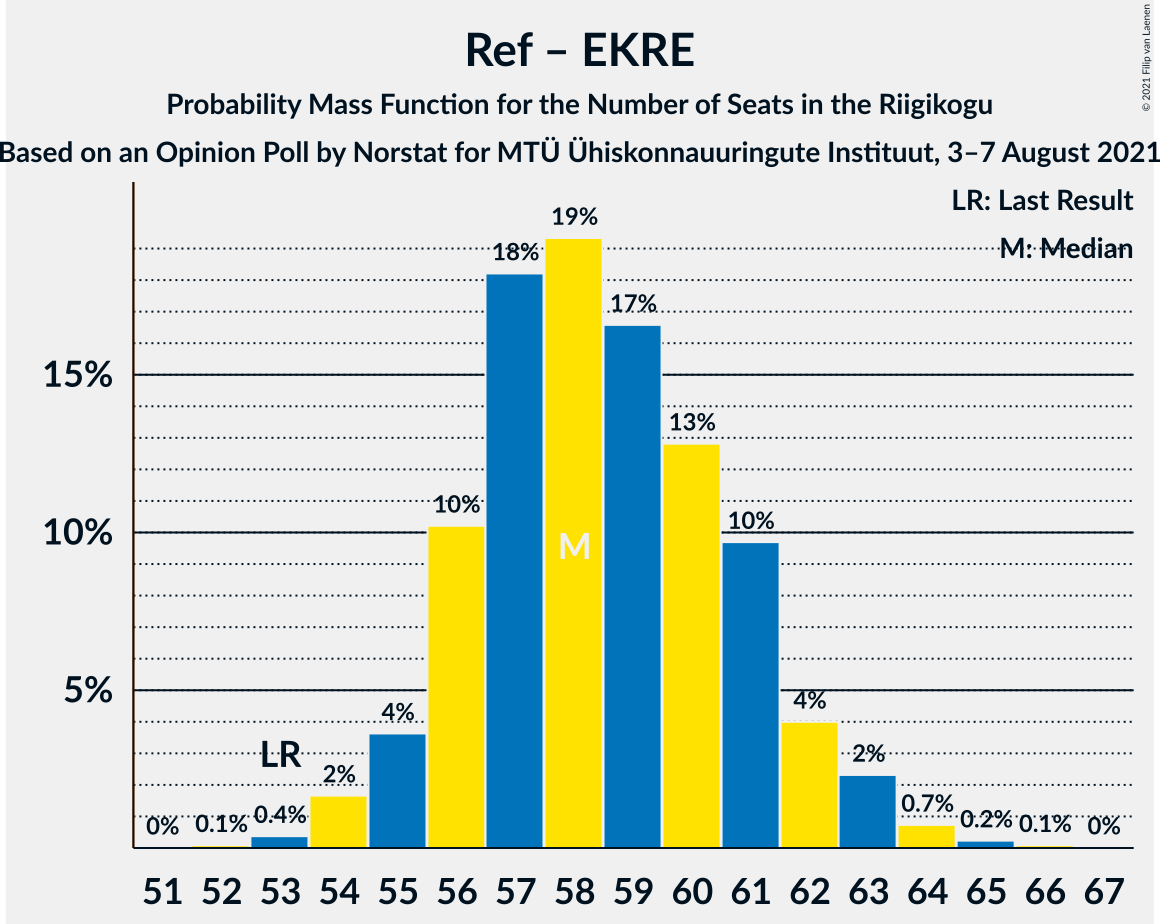 Ref – EKRE
Probability Mass Function for the Number of Seats in the Riigikogu
Based on an Opinion Poll by Norstat for MTÜ Ühiskonnauuringute Instituut, 3–7 August 2021
© 2021 Filip van Laenen
LR: Last Result
M: Median
19%
18%
17%
15%
13%
10%
10%
10%
M
5%
4%
4%
LR
2%
2%
0%
0.1%
0.4%
0.7%
0.2%
0.1%
0%
51 52 53 54 55 56 57 58 59 60 61 62 63 64 65 66 67